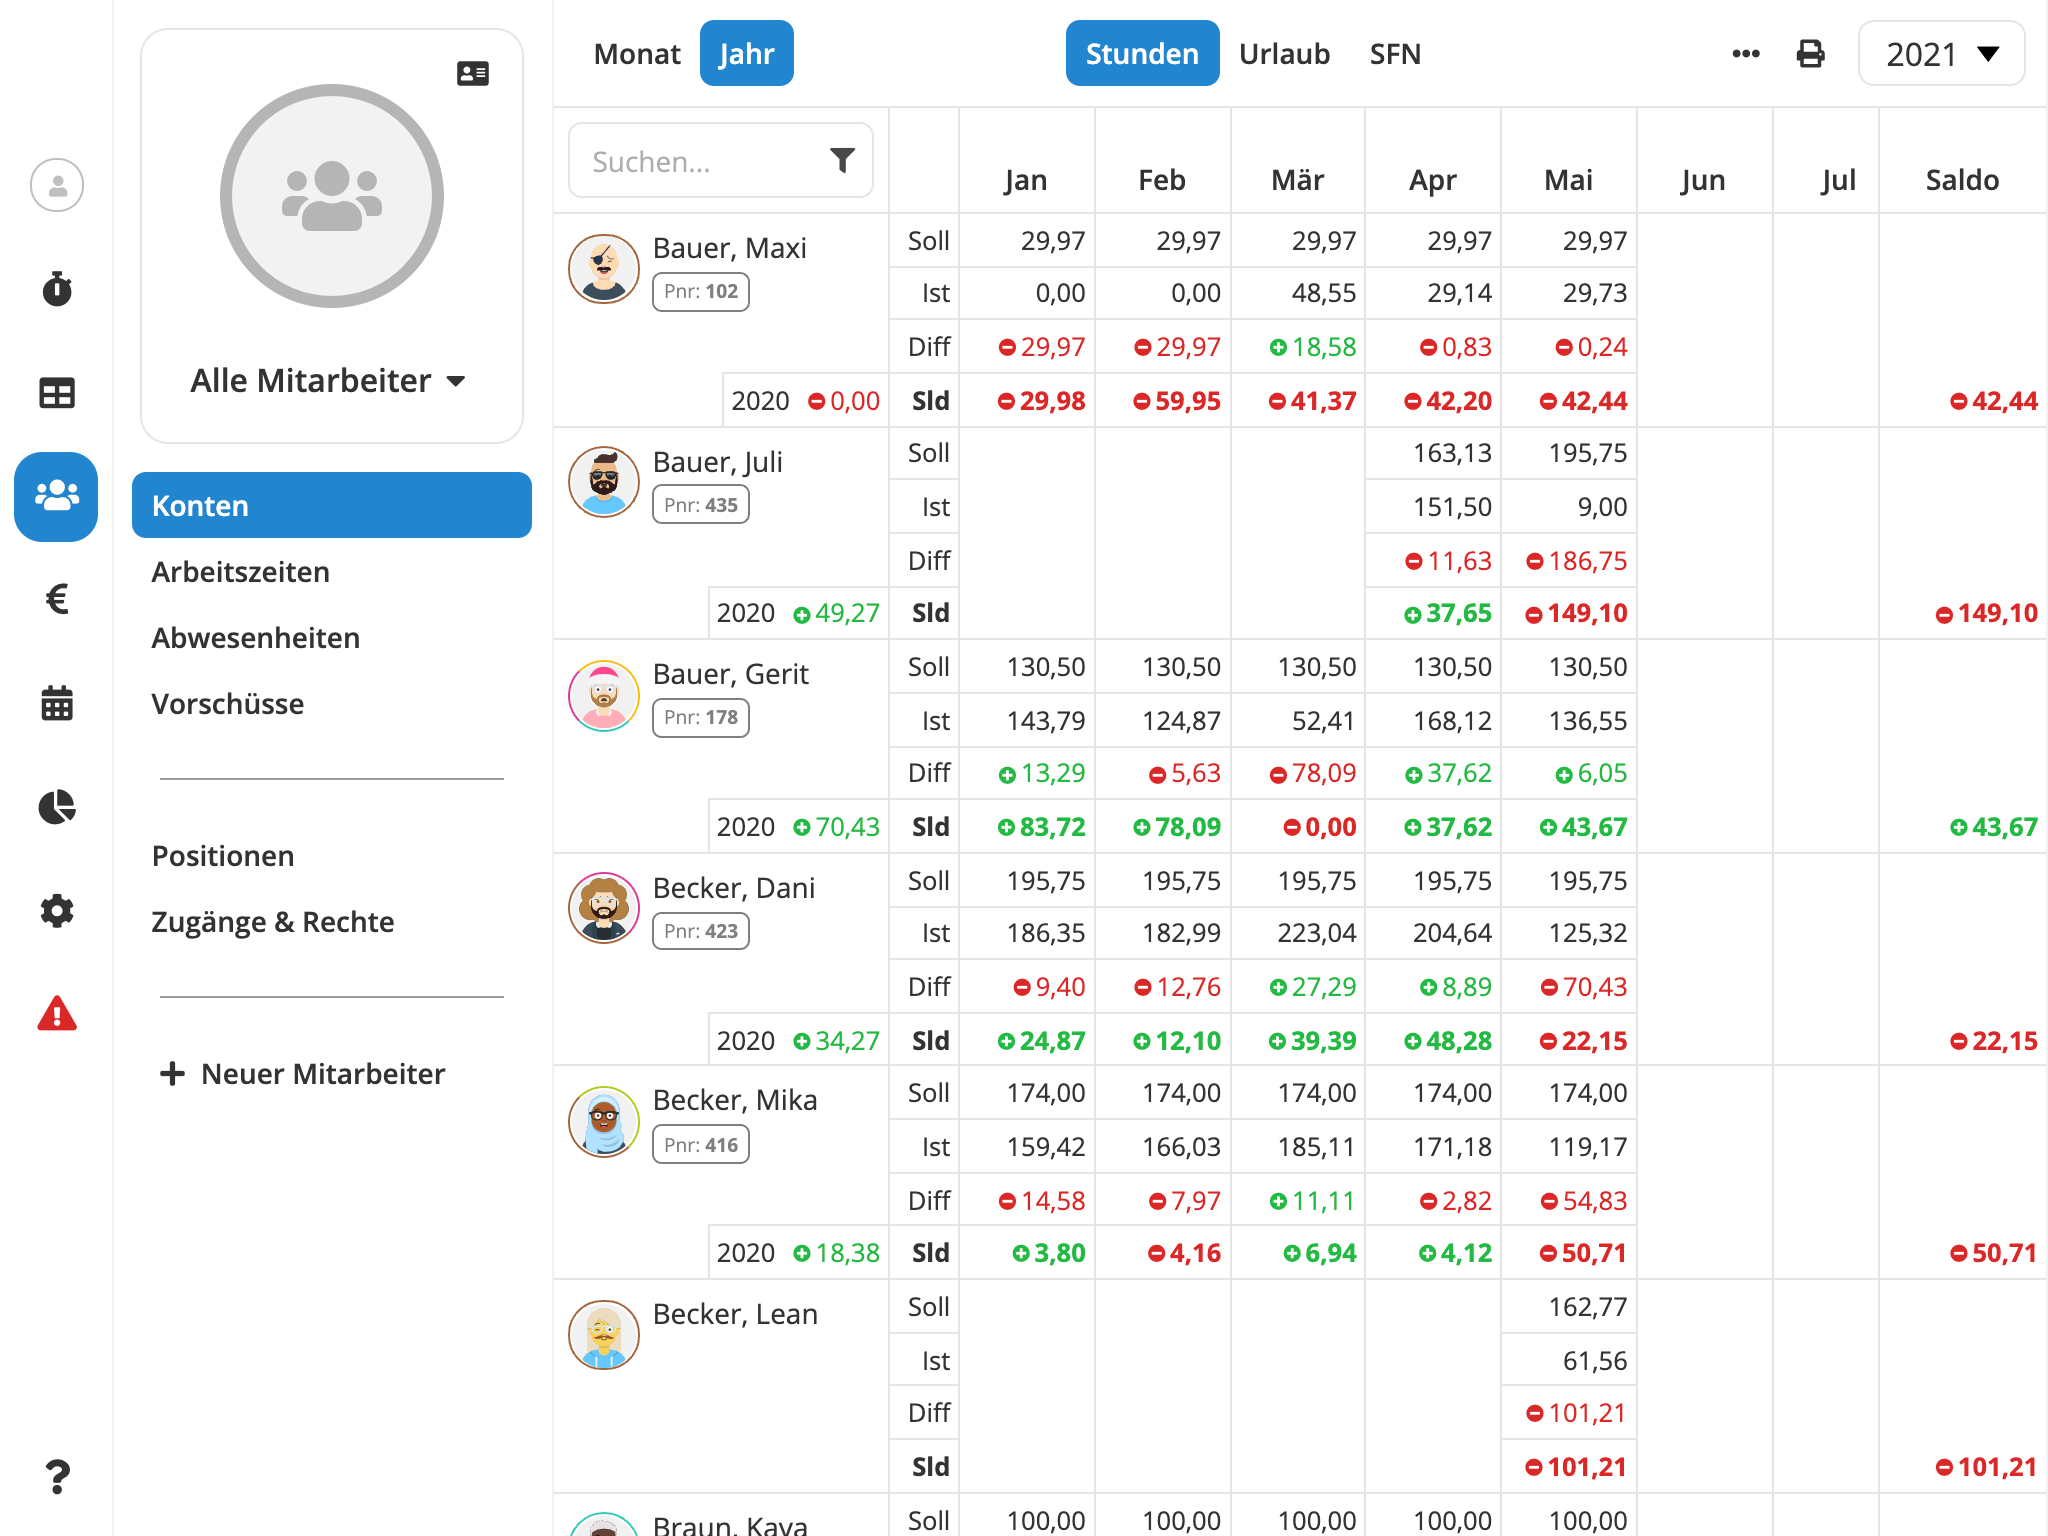 Monat Jahr Stunden Urlaub SFN 2021
Alle Mitarbeiter
Konten
Arbeitszeiten
Abwesenheiten
Vorschüsse
Positionen
Zugänge & Rechte
Neuer Mitarbeiter
Suchen... Jan Feb Mär Apr Mai Jun Jul Saldo
Bauer, Maxi
Pnr: 102
Soll 29,97 29,97 29,97 29,97 29,97
Ist 0,00 0,00 48,55 29,14 29,73
Diff 29,97 29,97 18,58 0,83 0,24
2020 0,00 Sld 29,98 59,95 41,37 42,20 42,44 42,44
Bauer, Juli
Pnr: 435
Soll 163,13 195,75
Ist 151,50 9,00
Diff 11,63 186,75
2020 49,27 Sld 37,65 149,10 149,10
Bauer, Gerit
Pnr: 178
Soll 130,50 130,50 130,50 130,50 130,50
Ist 143,79 124,87 52,41 168,12 136,55
Diff 13,29 5,63 78,09 37,62 6,05
2020 70,43 Sld 83,72 78,09 0,00 37,62 43,67 43,67
Becker, Dani
Pnr: 423
Soll 195,75 195,75 195,75 195,75 195,75
Ist 186,35 182,99 223,04 204,64 125,32
Diff 9,40 12,76 27,29 8,89 70,43
2020 34,27 Sld 24,87 12,10 39,39 48,28 22,15 22,15
Becker, Mika
Pnr: 416
Soll 174,00 174,00 174,00 174,00 174,00
Ist 159,42 166,03 185,11 171,18 119,17
Diff 14,58 7,97 11,11 2,82 54,83
2020 18,38 Sld 3,80 4,16 6,94 4,12 50,71 50,71
Becker, Lean
Soll 162,77
Ist 61,56
Diff 101,21
Sld 101,21 101,21
Braun, Kaya
Soll 100,00 100,00 100,00 100,00 100,00